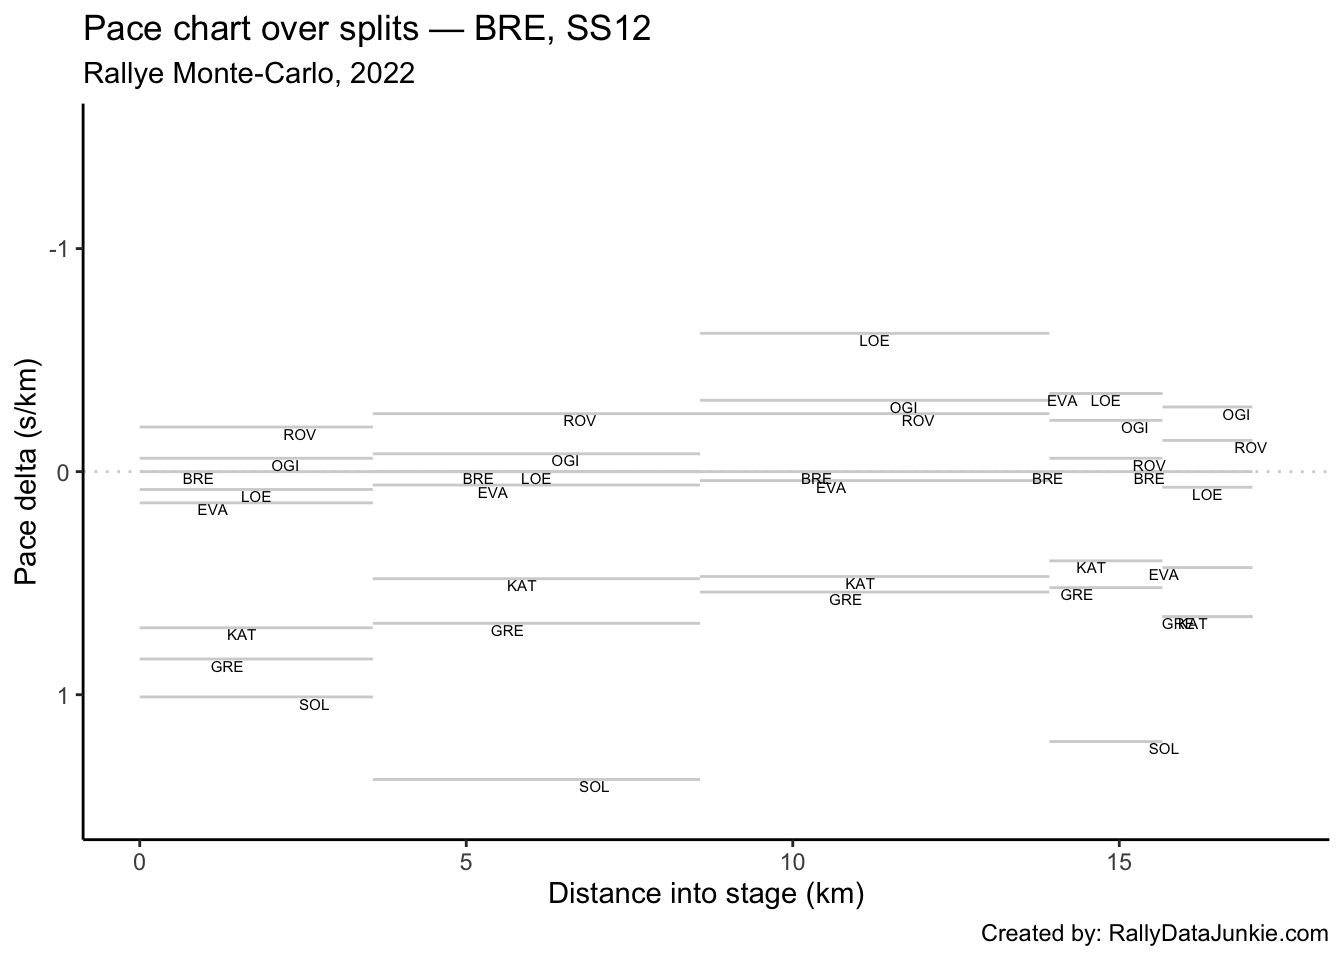 Pace chart over splits — BRE, SS12
Rallye Monte-Carlo, 2022
Pace delta (s/km)
-1
0
1
LOE
EVA LOE
OGI
OGI
ROV
ROV
OGI
ROV
ROV
OGI
OGI
ROV
BRE
BRE
LOE
BRE
BRE
BRE
LOE
EVA
EVA
EVA
LOE
KAT
KAT
KAT
EVA
GRE
GRE
GRE
GRE
KAT
KAT
GRE
SOL
SOL
SOL
0
5
10
15
Distance into stage (km)
Created by: RallyDataJunkie.com